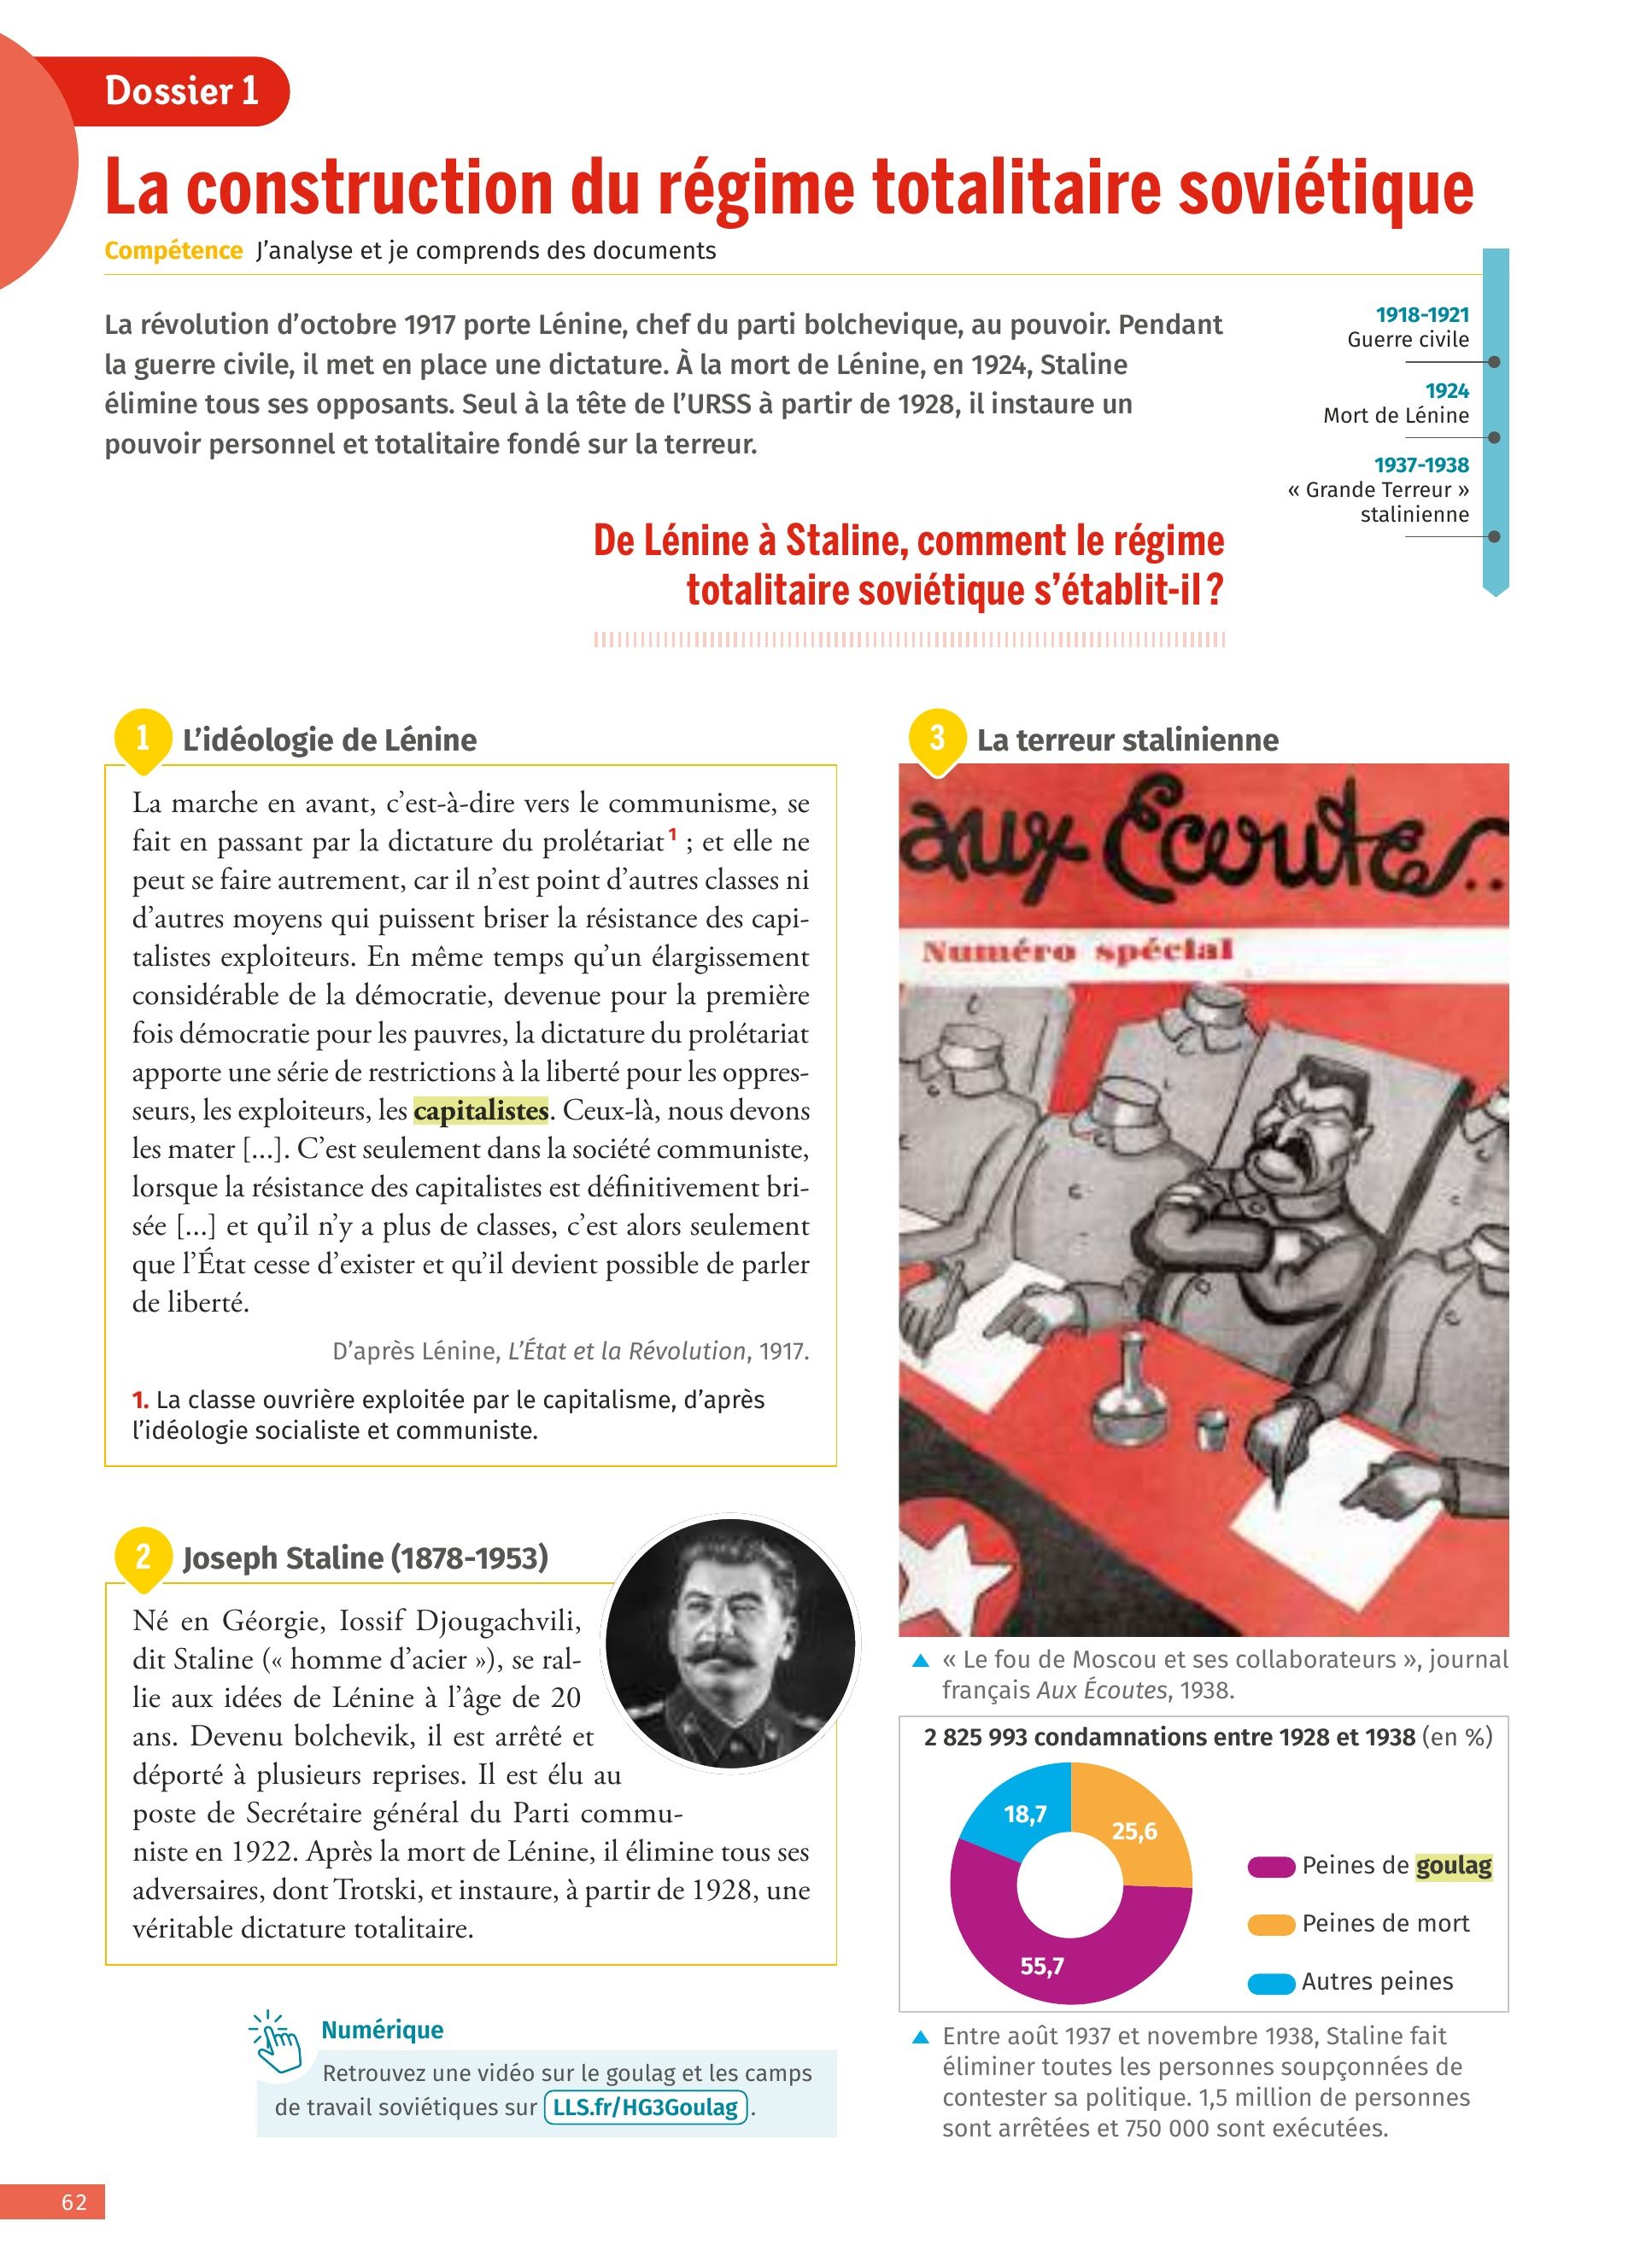 Dossier 1
La construction du régime totalitaire soviétique
Compétence J’analyse et je comprends des documents
La révolution d’octobre 1917 porte Lénine, chef du parti bolchevique, au pouvoir. Pendant
la guerre civile, il met en place une dictature. À la mort de Lénine, en 1924, Staline
élimine tous ses opposants. Seul à la tête de l’URSS à partir de 1928, il instaure un
pouvoir personnel et totalitaire fondé sur la terreur.
1918-1921
Guerre civile
1924
Mort de Lénine
1937-1938
« Grande Terreur »
stalinienne
De Lénine à Staline, comment le régime
totalitaire soviétique s’établit-il ?
1 L’idéologie de Lénine
La marche en avant, c’est-à-dire vers le communisme, se
fait en passant par la dictature du prolétariat1 ; et elle ne
peut se faire autrement, car il n’est point d’autres classes ni
d’autres moyens qui puissent briser la résistance des capi-
talistes exploiteurs. En même temps qu’un élargissement
considérable de la démocratie, devenue pour la première
fois démocratie pour les pauvres, la dictature du prolétariat
apporte une série de restrictions à la liberté pour les oppres-
seurs, les exploiteurs, les capitalistes. Ceux-là, nous devons
les mater [...]. C’est seulement dans la société communiste,
lorsque la résistance des capitalistes est définitivement bri-
sée [...] et qu’il n’y a plus de classes, c’est alors seulement
que l’État cesse d’exister et qu’il devient possible de parler
de liberté.
D’après Lénine, L’État et la Révolution, 1917.
1. La classe ouvrière exploitée par le capitalisme, d’après
l’idéologie socialiste et communiste.
2 Joseph Staline (1878-1953)
Né en Géorgie, Iossif Djougachvili,
dit Staline (« homme d’acier »), se ral-
lie aux idées de Lénine à l’âge de 20
ans. Devenu bolchevik, il est arrêté et
déporté à plusieurs reprises. Il est élu au
poste de Secrétaire général du Parti commu-
niste en 1922. Après la mort de Lénine, il élimine tous ses
adversaires, dont Trotski, et instaure, à partir de 1928, une
véritable dictature totalitaire.
Numérique
Retrouvez une vidéo sur le goulag et les camps
de travail soviétiques sur LLS.fr/HG3Goulag .
3 La terreur stalinienne
aux Écoutes..
Numéro spécial
« Le fou de Moscou et ses collaborateurs », journal
français Aux Écoutes, 1938.
2 825 993 condamnations entre 1928 et 1938 (en %)
18,7
25,6
55,7
Peines de goulag
Peines de mort
Autres peines
Entre août 1937 et novembre 1938, Staline fait
éliminer toutes les personnes soupçonnées de
contester sa politique. 1,5 million de personnes
sont arrêtées et 750 000 sont exécutées.
62